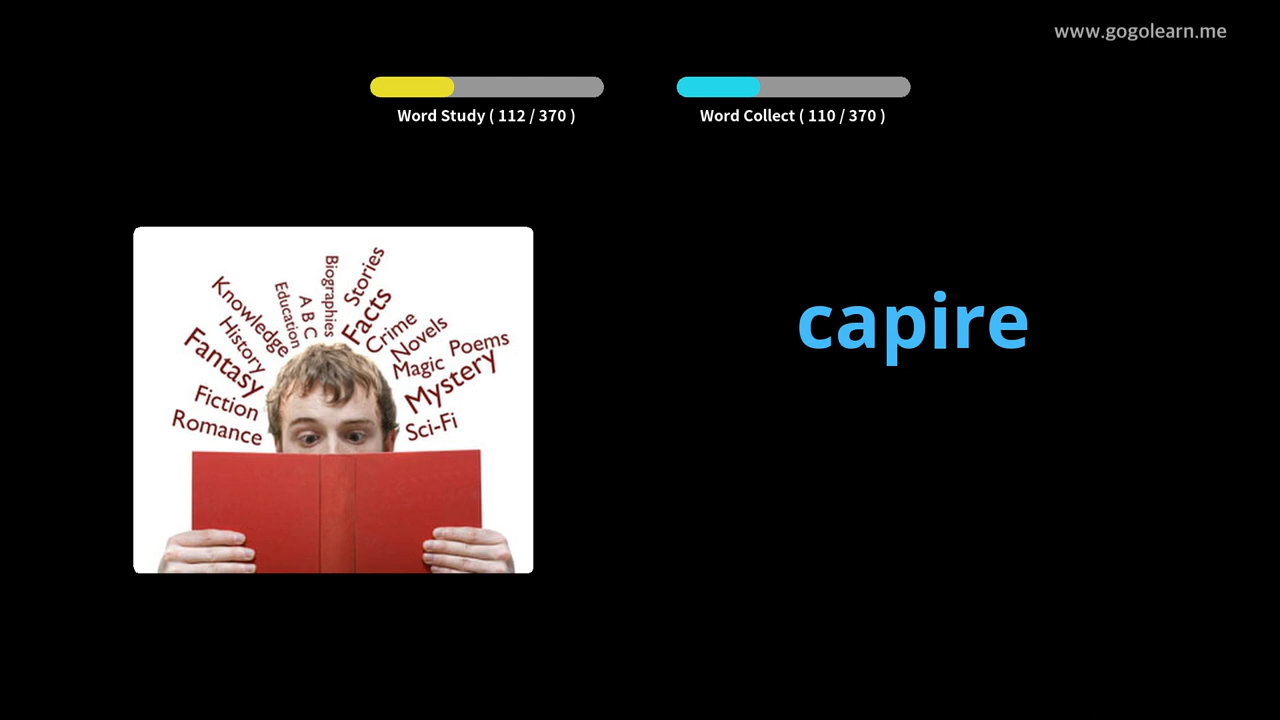 www.gogolearn.me
Word Study ( 112 / 370 )
Word Collect ( 110 / 370 )
capire
Biographies
Stories
Education
A B C
Facts
Knowledge
Crime
History
Novels
Fantasy
Magic
Poems
Mystery
Fiction
Romance
Sci-Fi